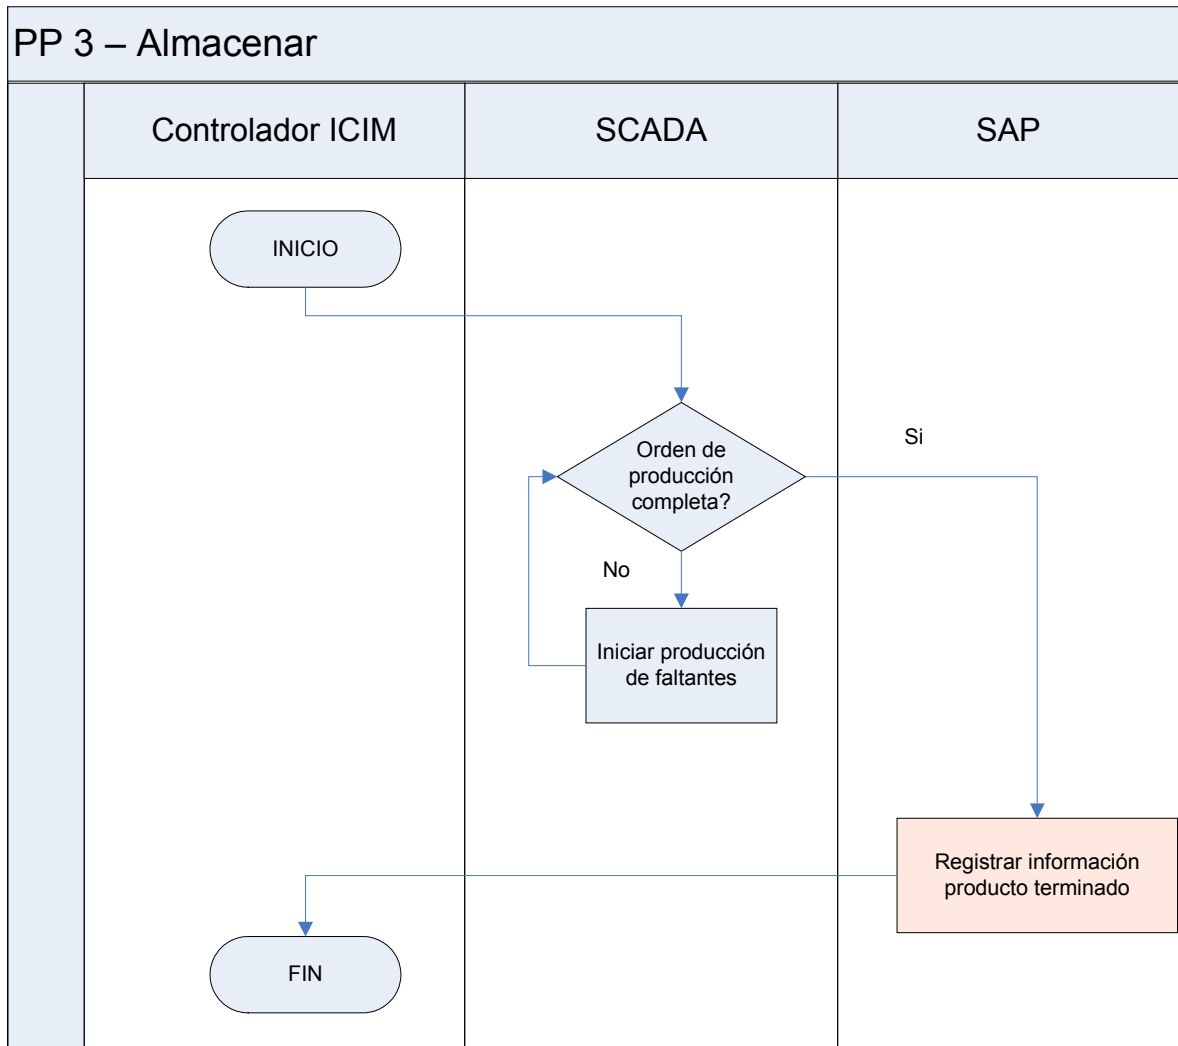 PP 3 – Almacenar
Controlador ICIM
SCADA
SAP
INICIO
Orden de
producción
completa?
Si
No
Iniciar producción
de faltantes
Registrar información
producto terminado
FIN